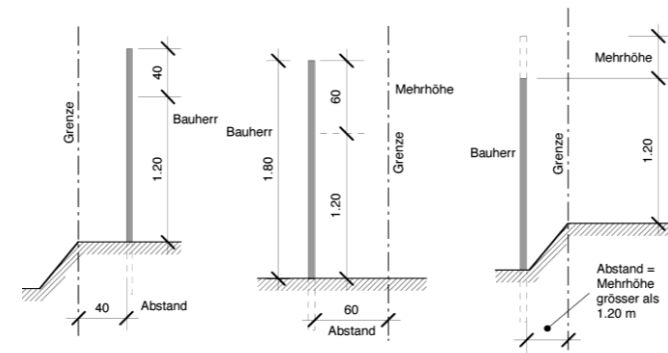 Grenze
40
Bauherr
1.20
40
Abstand
Bauherr
1.80
60
1.20
Mehrhöhe
Grenze
60
Abstand
Mehrhöhe
Bauherr
Grenze
1.20
Abstand =
Mehrhöhe
grösser als
1.20 m